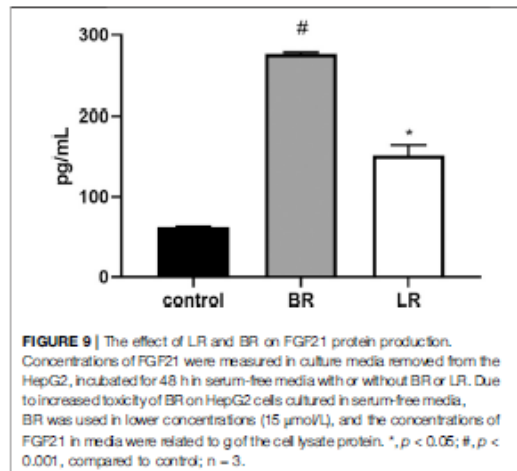 300
#
200
*
pg/mL
100
0
control BR LR
FIGURE 9 | The effect of LR and BR on FGF21 protein production.
Concentrations of FGF21 were measured in culture media removed from the
HepG2, incubated for 48 h in serum-free media with or without BR or LR. Due
to increased toxicity of BR on HepG2 cells cultured in serum-free media,
BR was used in lower concentrations (15 μmol/L), and the concentrations of
FGF21 in media were related to g of the cell lysate protein. *, p < 0.05; #, p <
0.001, compared to control; n = 3.